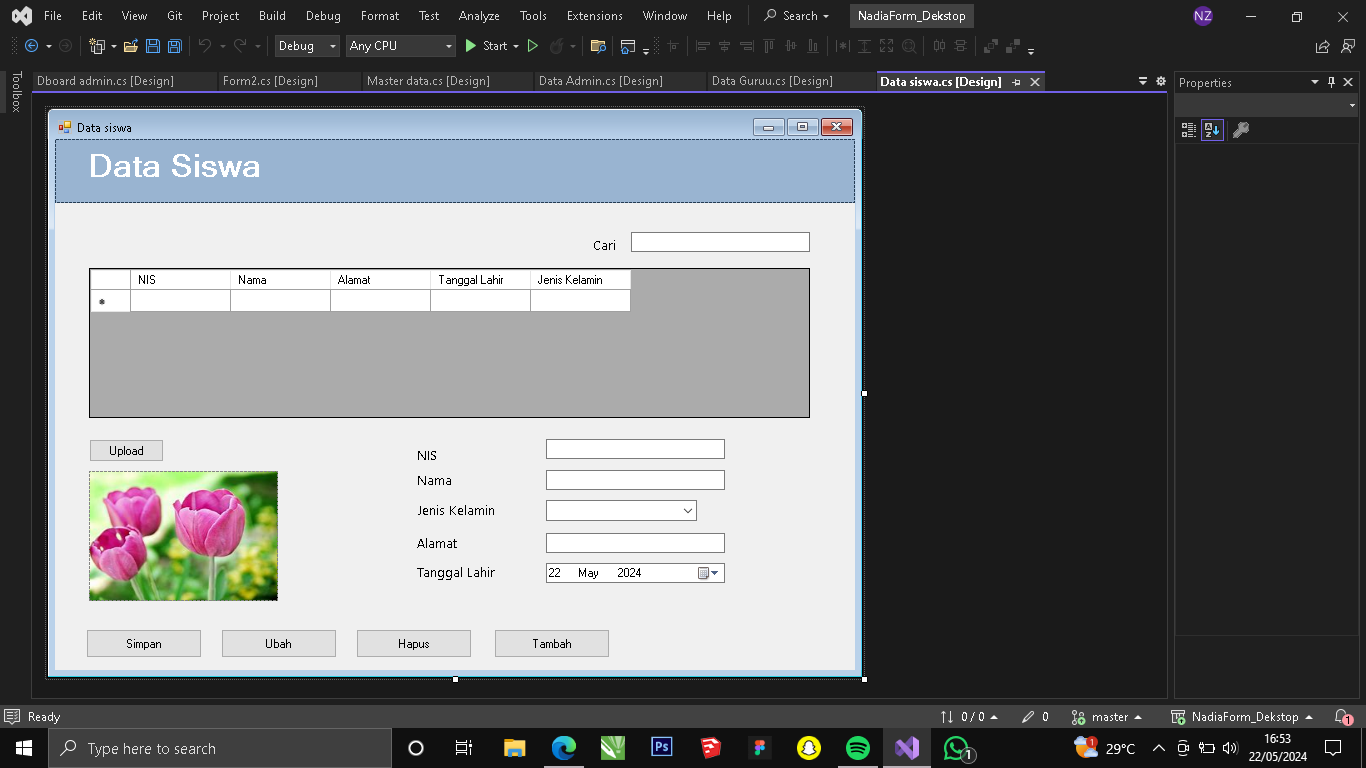 File Edit View Git Project Build Debug Format Test Analyze Tools Extensions Window Help Search NadiaForm_Dekstop NZ
Debug Any CPU Start
Toolbox
Dboard admin.cs [Design] Form2.cs [Design] Master data.cs [Design] Data Admin.cs [Design] Data Guruu.cs [Design] Data siswa.cs [Design] Properties
Data siswa
Data Siswa
Cari
NIS Nama Alamat Tanggal Lahir Jenis Kelamin
Upload
NIS
Nama
Jenis Kelamin
Alamat
Tanggal Lahir 22 May 2024
Simpan Ubah Hapus Tambah
Ready 0 / 0 0 master NadiaForm_Dekstop 1
Type here to search Ps 1 1 29°C 16:53
22/05/2024